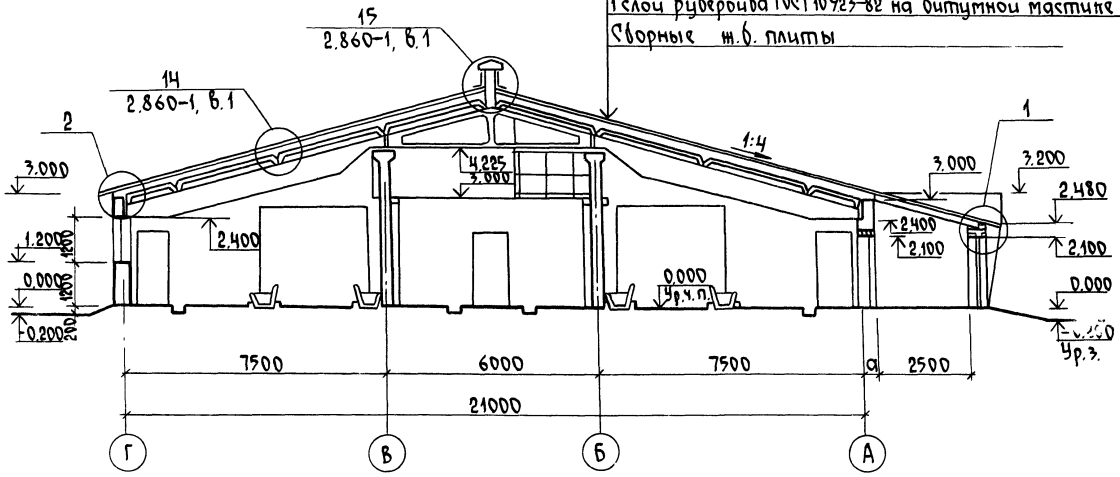 1 слой рубероида ГОСТ 10923-82 на битумной мастике
Сборные ж.б. плиты
15
2.860-1, в.1
14
2.860-1, в.1
2
1
1:4
3.000
4.225
3.000
3.000
3.200
2.480
2.400
2.400
2.100
2.100
1.200
1200
0.000
1200
-0.200
200
0.000
Ур.ч.п.
0.000
Ур.з.
7500
6000
7500
а
2500
21000
Г
В
Б
А